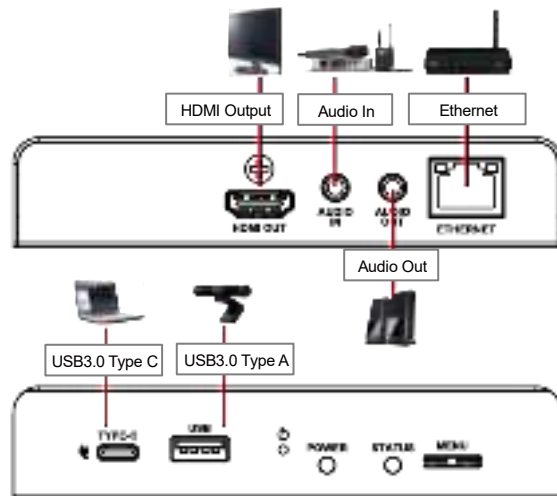 HDMI Output
Audio In
Ethernet
HDMI OUT
AUDIO IN
AUDIO OUT
ETHERNET
Audio Out
USB3.0 Type C
USB3.0 Type A
TYPE-C
USB
POWER
STATUS
MENU